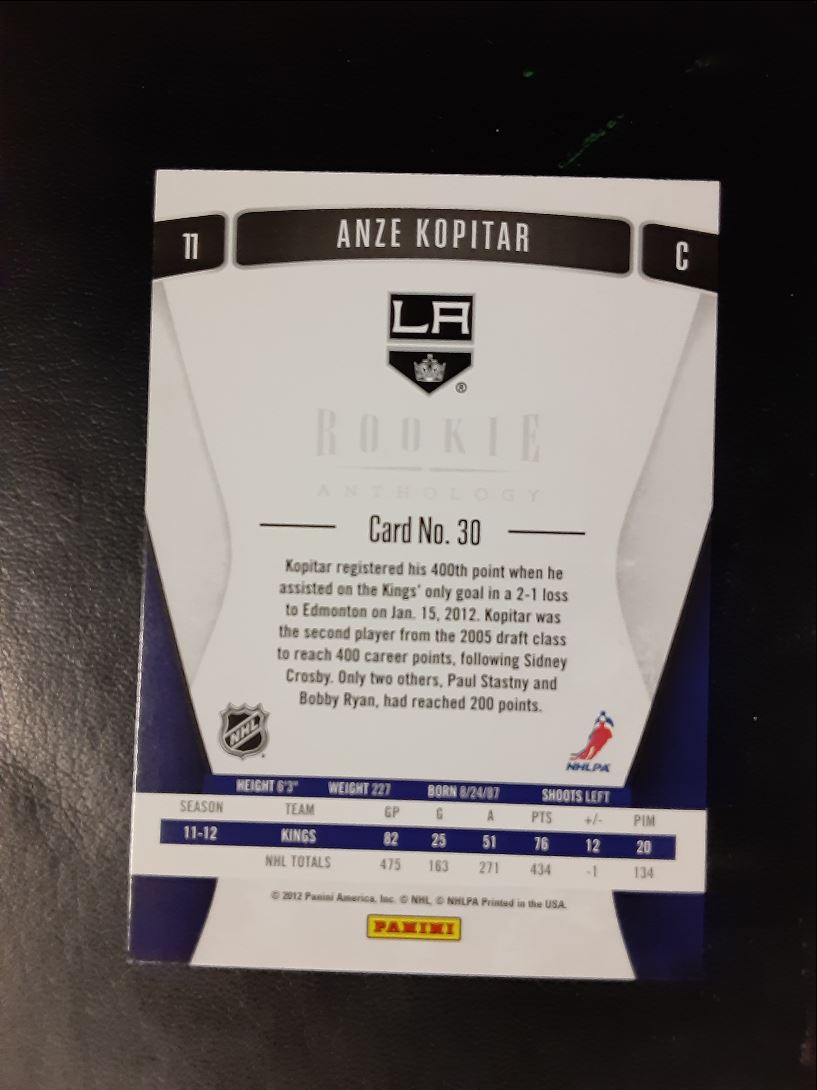 11 ANZE KOPITAR C
LA
®
ROOKIE
ANTHOLOGY
Card No. 30
Kopitar registered his 400th point when he
assisted on the Kings' only goal in a 2-1 loss
to Edmonton on Jan. 15, 2012. Kopitar was
the second player from the 2005 draft class
to reach 400 career points, following Sidney
Crosby. Only two others, Paul Stastny and
Bobby Ryan, had reached 200 points.
NHL
NHLPA
HEIGHT 6'3" WEIGHT 227 BORN 8/24/87 SHOOTS LEFT
SEASON TEAM GP G A PTS +/- PIM
11-12 KINGS 82 25 51 76 12 20
NHL TOTALS 475 163 271 434 -1 134
© 2012 Panini America, Inc. © NHL, © NHLPA Printed in the USA.
PANINI